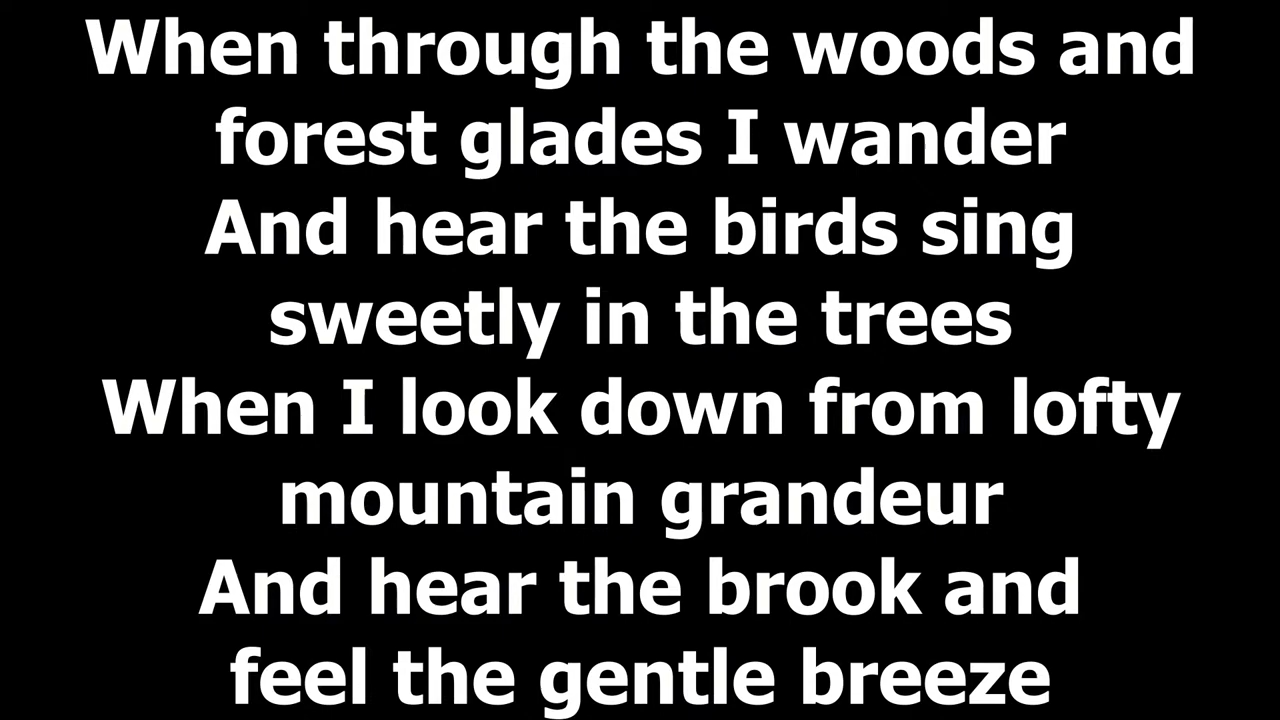 When through the woods and
forest glades I wander
And hear the birds sing
sweetly in the trees
When I look down from lofty
mountain grandeur
And hear the brook and
feel the gentle breeze